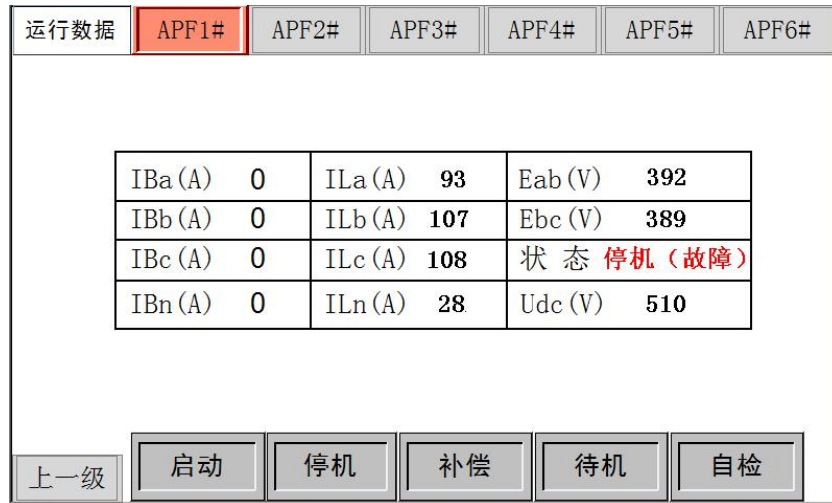 运行数据 APF1# APF2# APF3# APF4# APF5# APF6#
IBa(A) 0 ILa(A) 93 Eab(V) 392
IBb(A) 0 ILb(A) 107 Ebc(V) 389
IBc(A) 0 ILc(A) 108 状 态 停机（故障）
IBn(A) 0 ILn(A) 28 Udc(V) 510
上一级 启动 停机 补偿 待机 自检